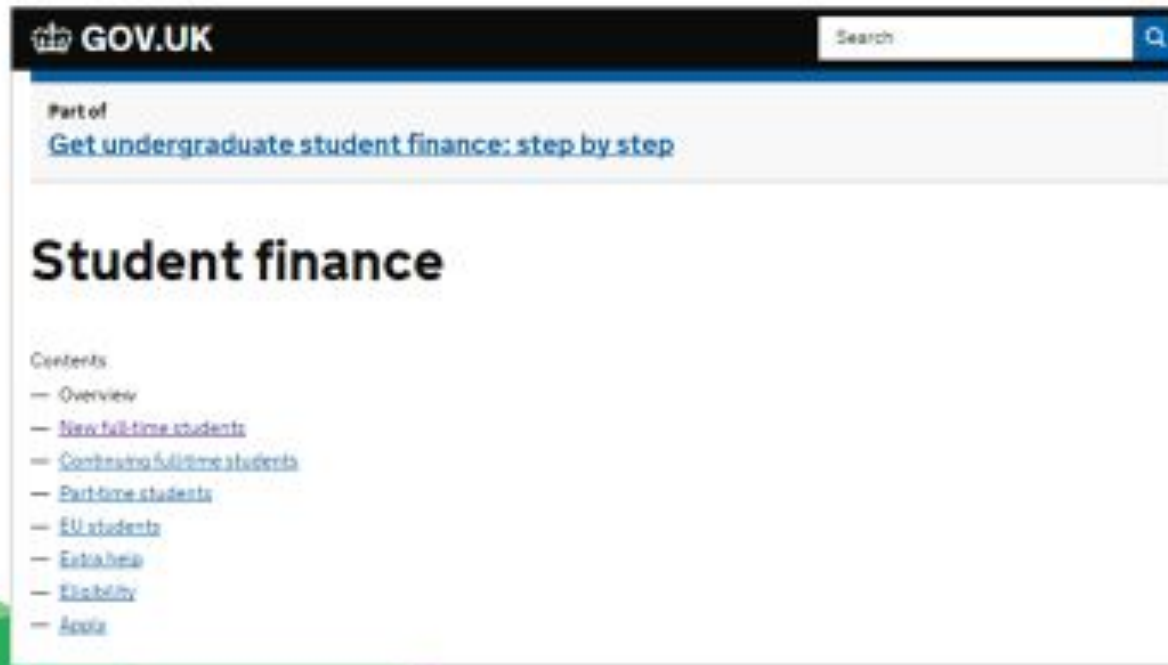 GOV.UK
Search
Part of
Get undergraduate student finance: step by step
Student finance
Contents
— Overview
— New full-time students
— Continuing full-time students
— Part-time students
— EU students
— Extra help
— Eligibility
— Apply